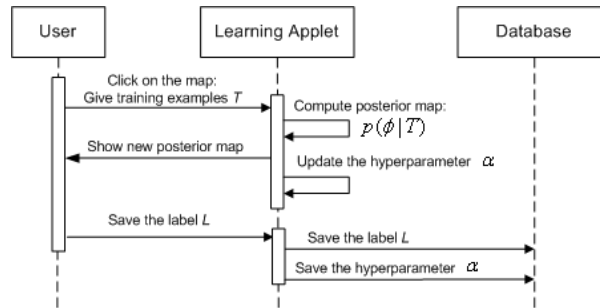 User
Learning Applet
Database
Click on the map:
Give training examples T
Compute posterior map:
p(ϕ|T)
Show new posterior map
Update the hyperparameter α
Save the label L
Save the label L
Save the hyperparameter α